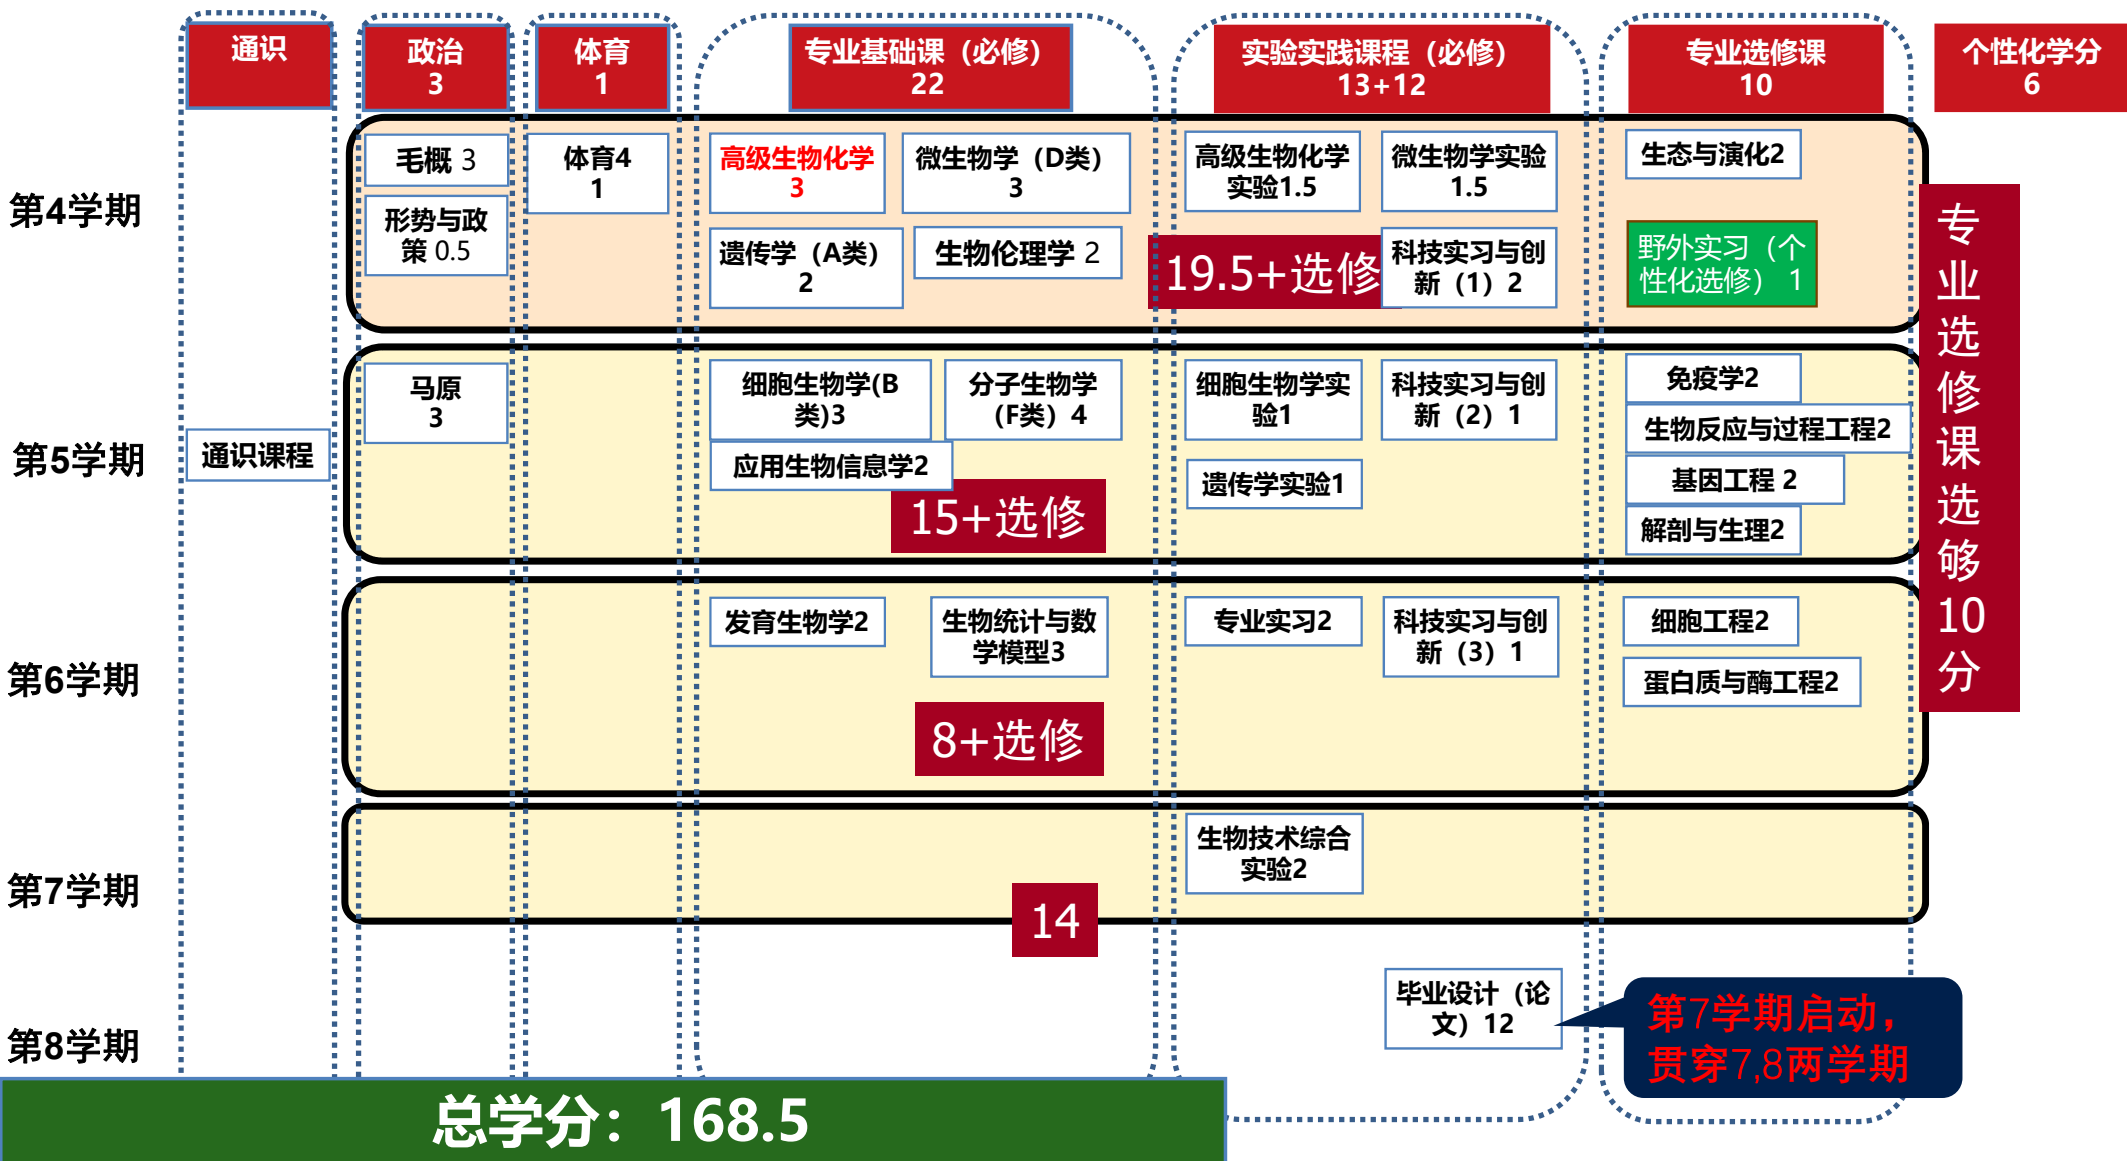 通识
政治
3
体育
1
专业基础课（必修）
22
实验实践课程（必修）
13+12
专业选修课
10
个性化学分
6
第4学期
毛概 3
形势与政
策 0.5
体育4
1
高级生物化学
3
微生物学（D类）
3
遗传学（A类）
2
生物伦理学 2
高级生物化学
实验1.5
微生物学实验
1.5
19.5+选修
科技实习与创
新（1）2
生态与演化2
野外实习（个
性化选修） 1
专
业
选
修
课
选
够
10
分
第5学期
通识课程
马原
3
细胞生物学(B
类)3
分子生物学
（F类）4
应用生物信息学2
15+选修
细胞生物学实
验1
科技实习与创
新（2）1
遗传学实验1
免疫学2
生物反应与过程工程2
基因工程 2
解剖与生理2
第6学期
发育生物学2
生物统计与数
学模型3
8+选修
专业实习2
科技实习与创
新（3）1
细胞工程2
蛋白质与酶工程2
第7学期
生物技术综合
实验2
14
第8学期
毕业设计（论
文）12
第7学期启动，
贯穿7,8两学期
总学分：168.5